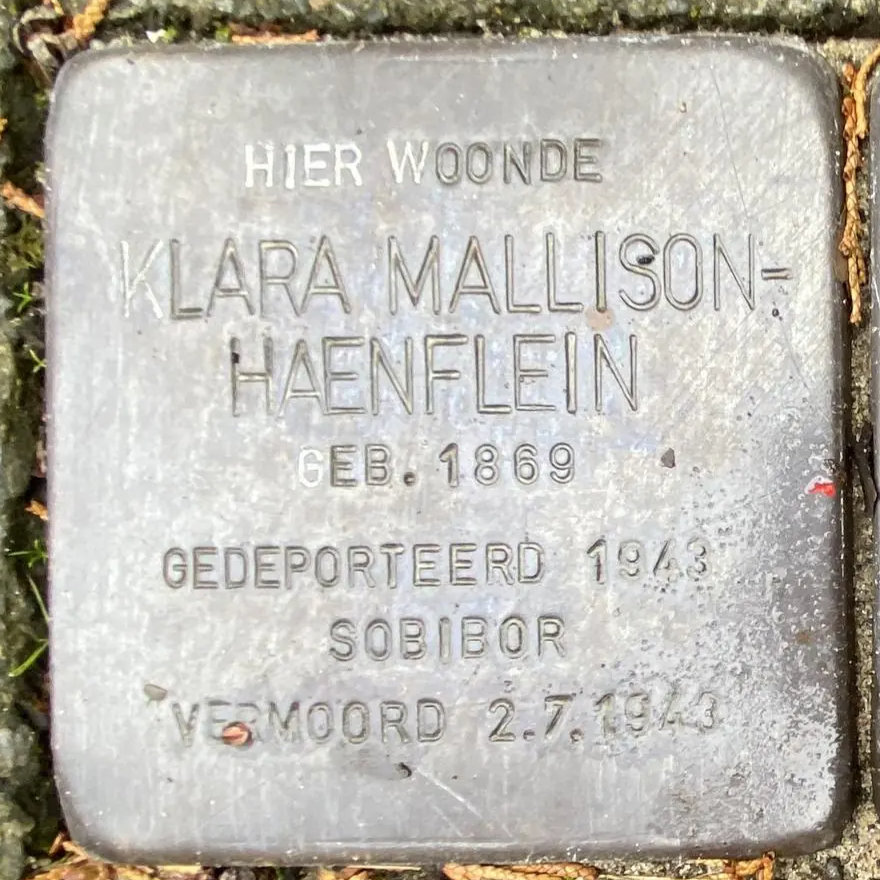 HIER WOONDE
KLARA MALLISON-
HAENFLEIN
GEB. 1869
GEDEPORTEERD 1943
SOBIBOR
VERMOORD 2.7.1943